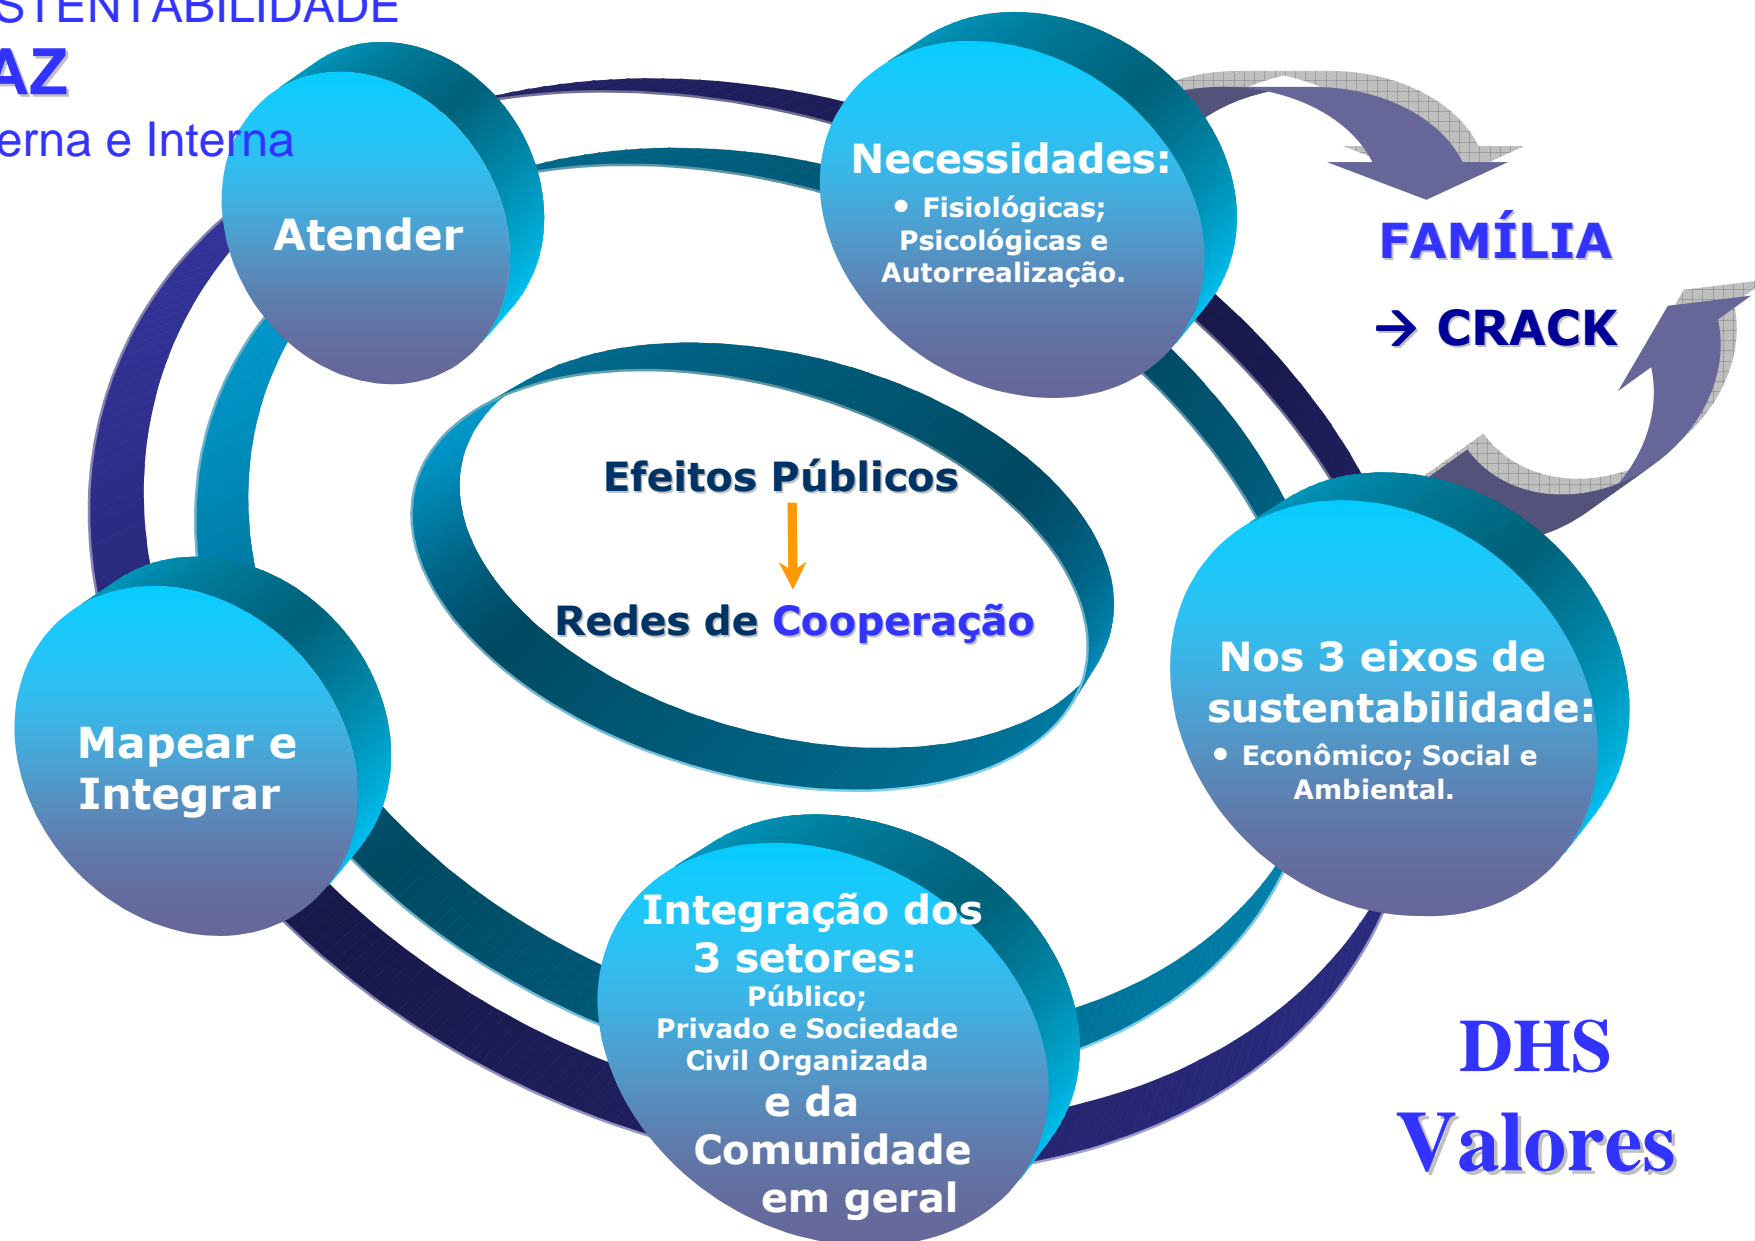 STENTABILIDADE
AZ
erna e Interna
Atender
Necessidades:
• Fisiológicas;
Psicológicas e
Autorrealização.
FAMÍLIA
→ CRACK
Efeitos Públicos
Redes de Cooperação
Nos 3 eixos de
sustentabilidade:
• Econômico; Social e
Ambiental.
Mapear e
Integrar
Integração dos
3 setores:
Público;
Privado e Sociedade
Civil Organizada
e da
Comunidade
em geral
DHS
Valores